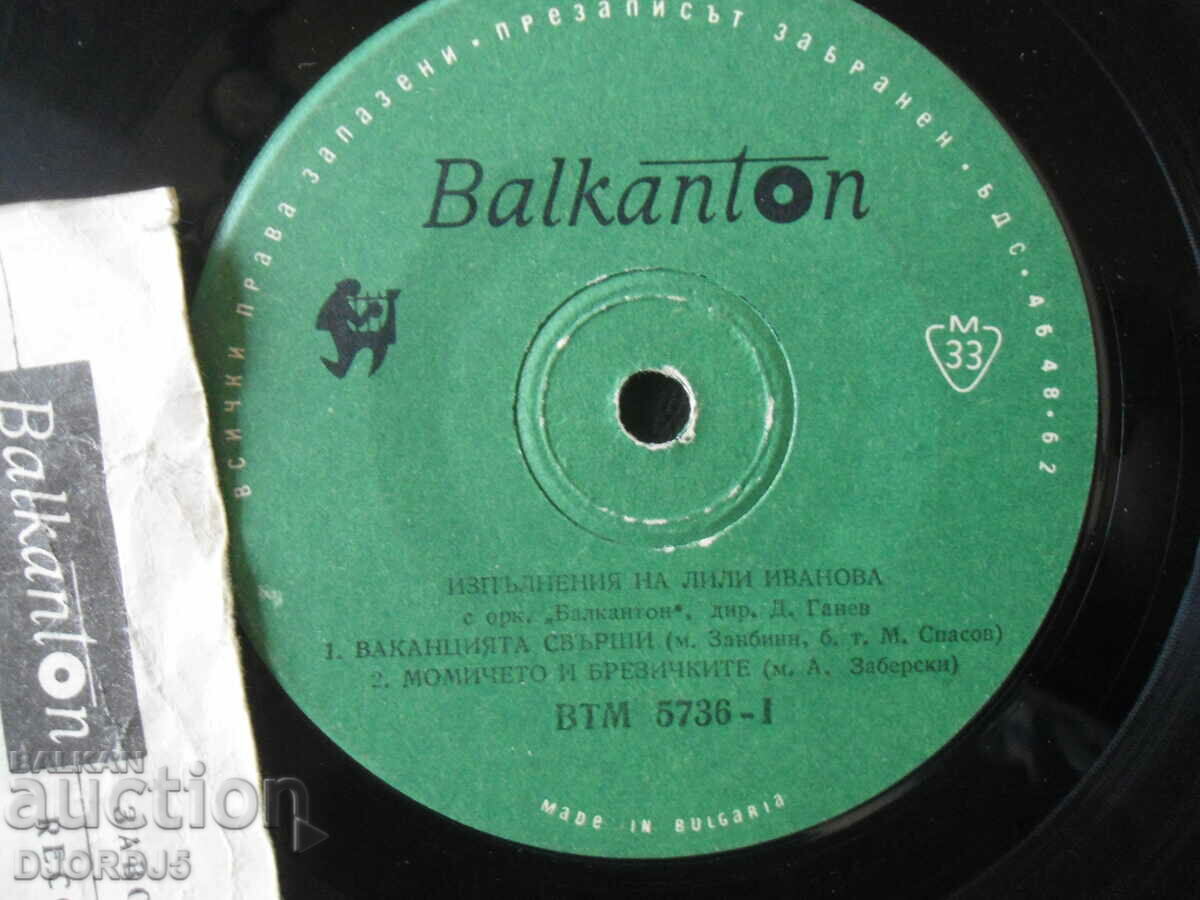 ВСИЧКИ ПРАВА ЗАПАЗЕНИ • ПРЕЗАПИСЪТ ЗАБРАНЕН • БДС • 4648 • 62
Balkanton
M
33
ИЗПЪЛНЕНИЯ НА ЛИЛИ ИВАНОВА
с орк. „Балкантон", дир. Д. Ганев
1. ВАКАНЦИЯТА СВЪРШИ (м. Занбини, б. т. М. Спасов)
2. МОМИЧЕТО И БРЕЗИЧКИТЕ (м. А. Заберски)
ВТМ 5736-I
MADE IN BULGARIA
Balkanton
BALKAN
auction
DJORDJ5